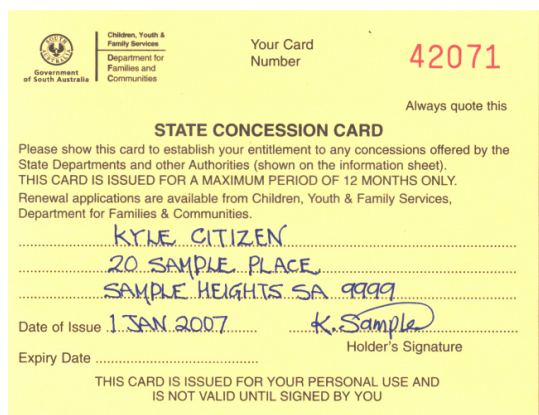 Government
of South Australia
Children, Youth &
Family Services
Department for
Families and
Communities
Your Card
Number
42071
Always quote this
STATE CONCESSION CARD
Please show this card to establish your entitlement to any concessions offered by the
State Departments and other Authorities (shown on the information sheet).
THIS CARD IS ISSUED FOR A MAXIMUM PERIOD OF 12 MONTHS ONLY.
Renewal applications are available from Children, Youth & Family Services,
Department for Families & Communities.
KYLE CITIZEN
20 SAMPLE PLACE
SAMPLE HEIGHTS SA 9999
Date of Issue 1 JAN 2007 K. Sample
Holder's Signature
Expiry Date
THIS CARD IS ISSUED FOR YOUR PERSONAL USE AND
IS NOT VALID UNTIL SIGNED BY YOU